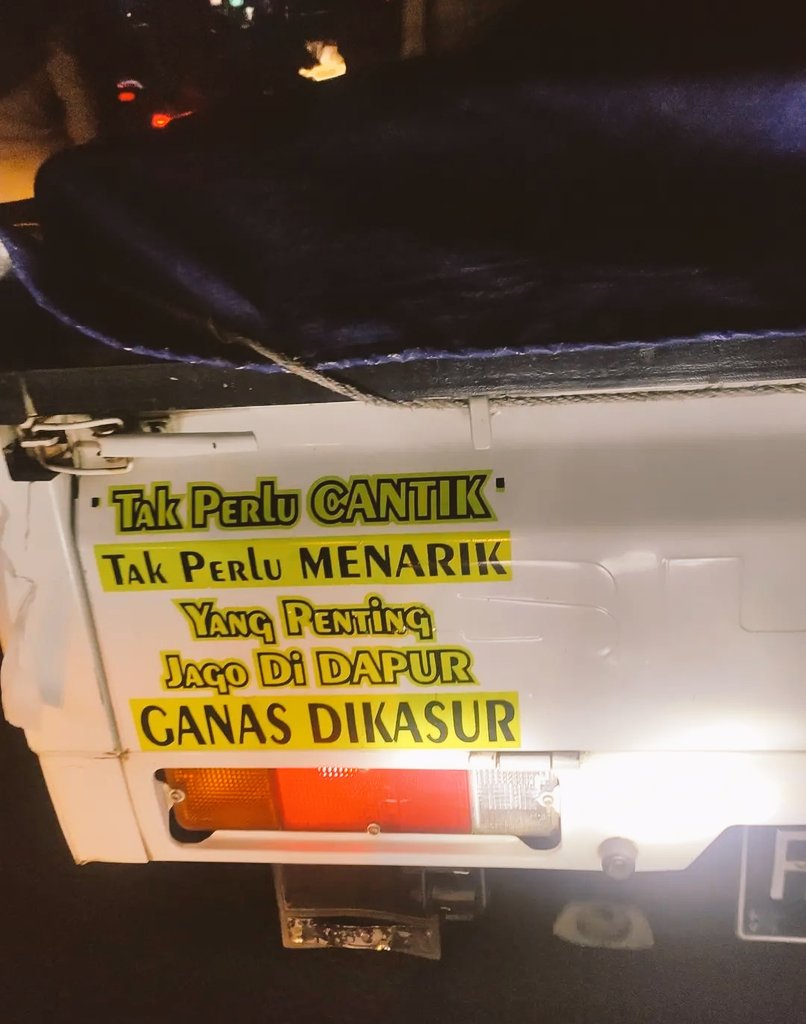 Tak Perlu CANTIK
Tak Perlu MENARIK
Yang Penting
Jago Di DAPUR
GANAS DIKASUR